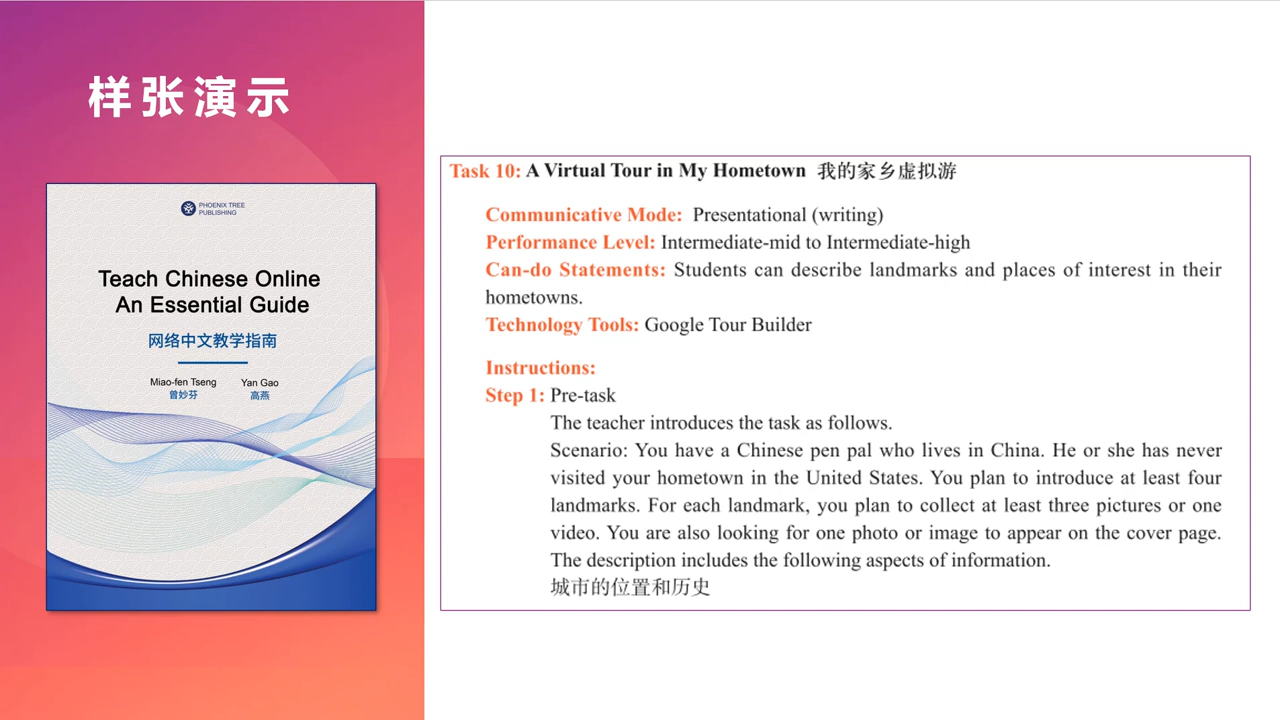 样张演示
PHOENIX TREE
PUBLISHING
Teach Chinese Online
An Essential Guide
网络中文教学指南
Miao-fen Tseng Yan Gao
曾妙芬 高燕
Task 10: A Virtual Tour in My Hometown 我的家乡虚拟游
Communicative Mode: Presentational (writing)
Performance Level: Intermediate-mid to Intermediate-high
Can-do Statements: Students can describe landmarks and places of interest in their
hometowns.
Technology Tools: Google Tour Builder
Instructions:
Step 1: Pre-task
The teacher introduces the task as follows.
Scenario: You have a Chinese pen pal who lives in China. He or she has never
visited your hometown in the United States. You plan to introduce at least four
landmarks. For each landmark, you plan to collect at least three pictures or one
video. You are also looking for one photo or image to appear on the cover page.
The description includes the following aspects of information.
城市的位置和历史